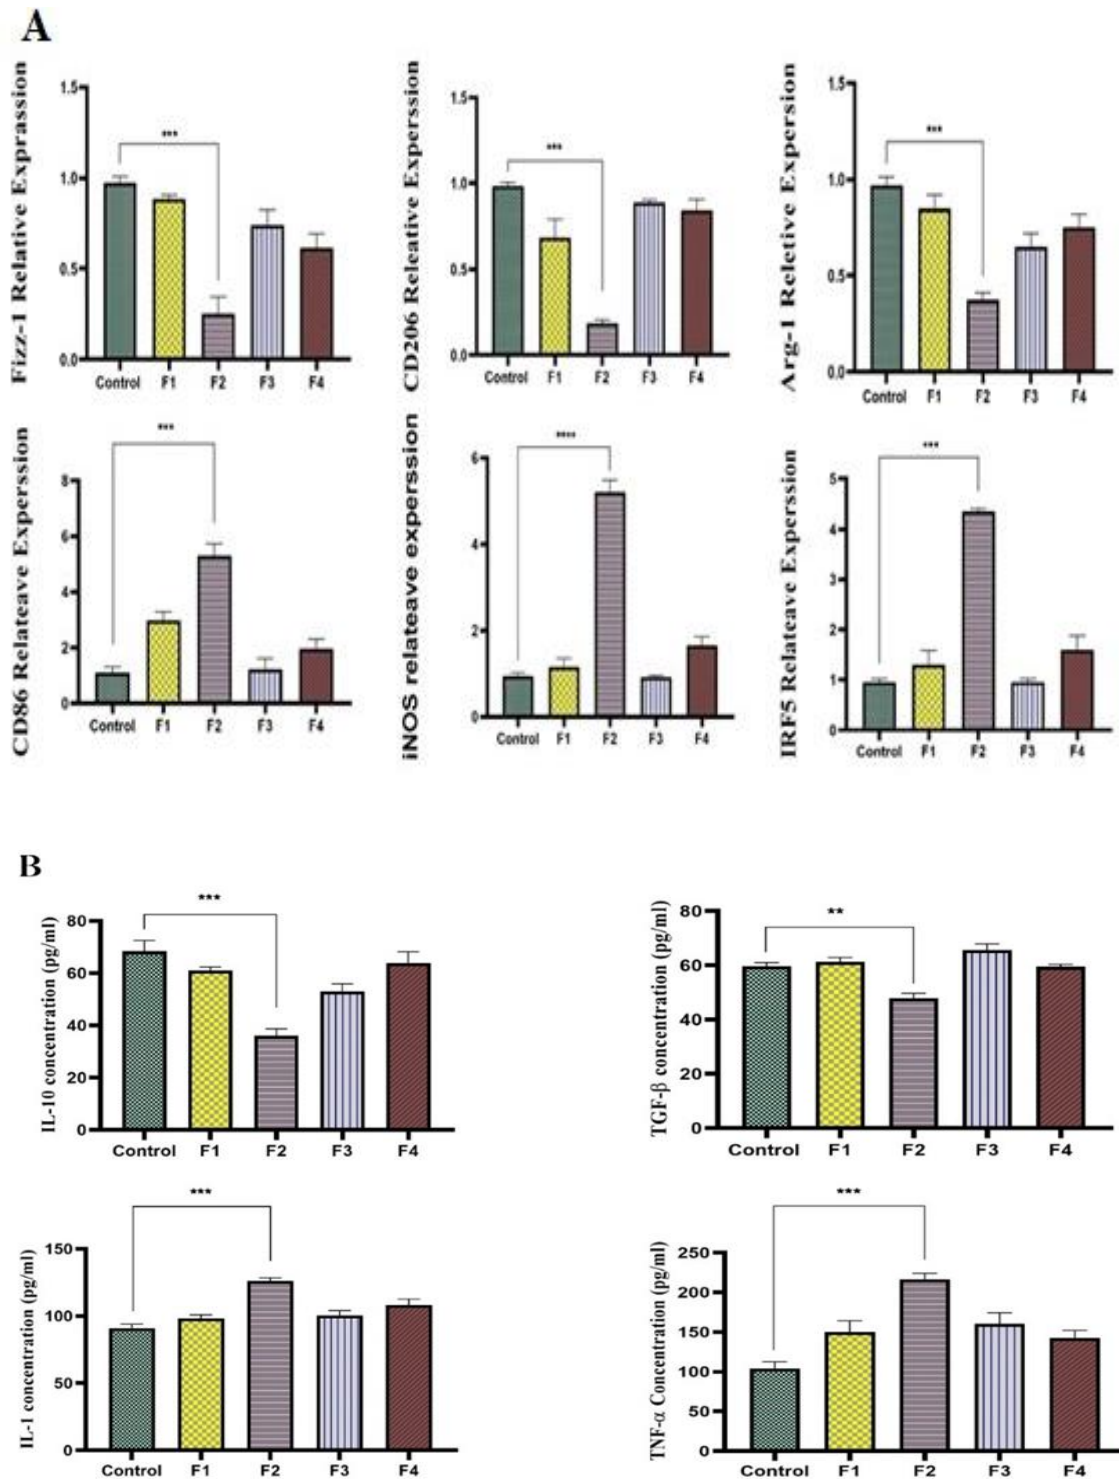 A
Fizz-1 Relative Exprassion
1.5
1.0
0.5
0.0
***
Control F1 F2 F3 F4
CD206 Releative Experssion
1.5
1.0
0.5
0.0
***
Control F1 F2 F3 F4
Arg-1 Reletive Experssion
1.5
1.0
0.5
0.0
***
Control F1 F2 F3 F4
CD86 Relateave Experssion
8
6
4
2
0
***
Control F1 F2 F3 F4
iNOS relateave experssion
6
4
2
0
****
Control F1 F2 F3 F4
IRF5 Relateave Experssion
5
4
3
2
1
0
***
Control F1 F2 F3 F4
B
IL-10 concentration (pg/ml)
80
60
40
20
0
***
Control F1 F2 F3 F4
TGF-β concentration (pg/ml)
80
60
40
20
0
**
Control F1 F2 F3 F4
IL-1 concentration (pg/ml)
150
100
50
0
***
Control F1 F2 F3 F4
TNF-α Concentration (pg/ml)
250
200
150
100
50
0
***
Control F1 F2 F3 F4